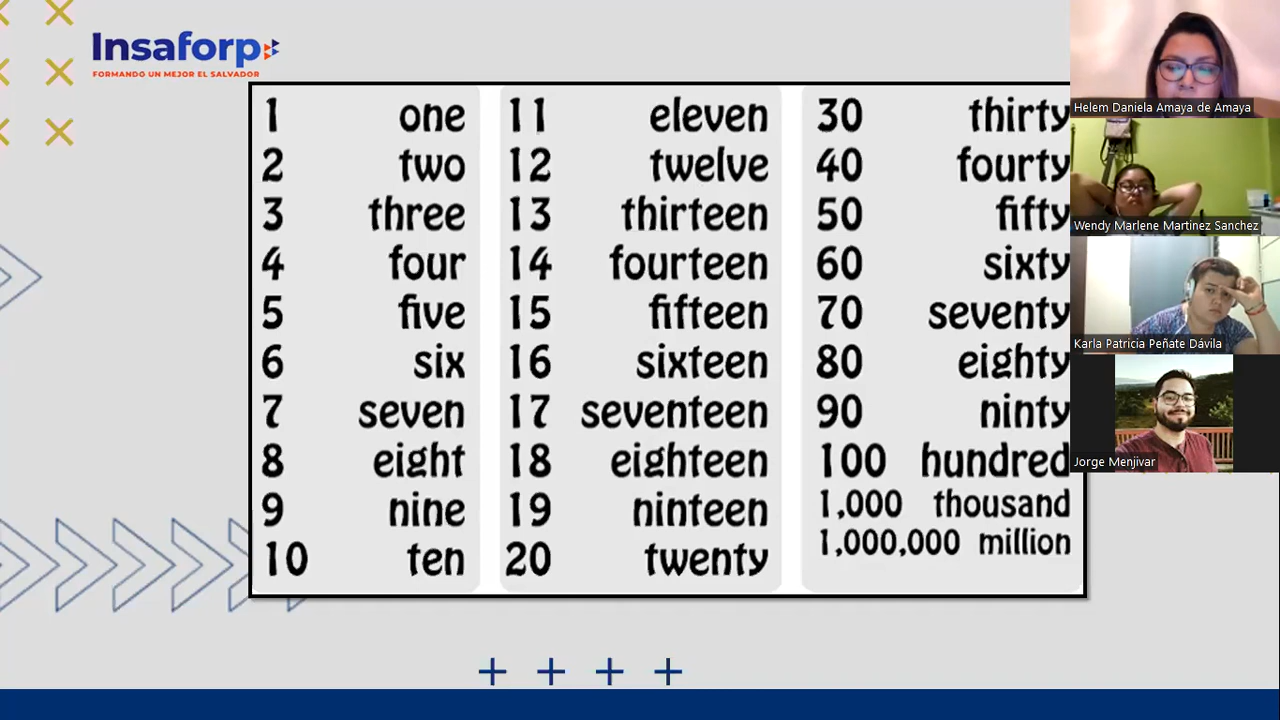 Insaforp
FORMANDO UN MEJOR EL SALVADOR
1 one
2 two
3 three
4 four
5 five
6 six
7 seven
8 eight
9 nine
10 ten
11 eleven
12 twelve
13 thirteen
14 fourteen
15 fifteen
16 sixteen
17 seventeen
18 eighteen
19 ninteen
20 twenty
30 thirty
40 fourty
50 fifty
60 sixty
70 seventy
80 eighty
90 ninty
100 hundred
1,000 thousand
1,000,000 million
Helem Daniela Amaya de Amaya
Wendy Marlene Martinez Sanchez
Karla Patricia Peñate Dávila
Jorge Menjivar